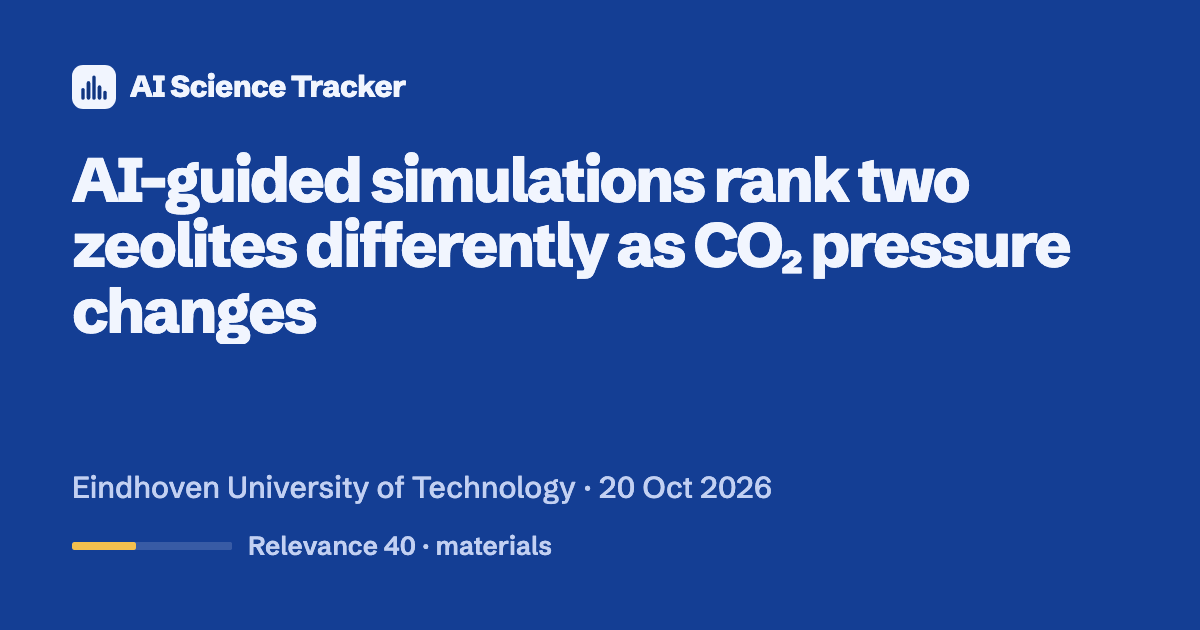 AI Science Tracker
AI-guided simulations rank two
zeolites differently as CO₂ pressure
changes
Eindhoven University of Technology · 20 Oct 2026
Relevance 40 · materials